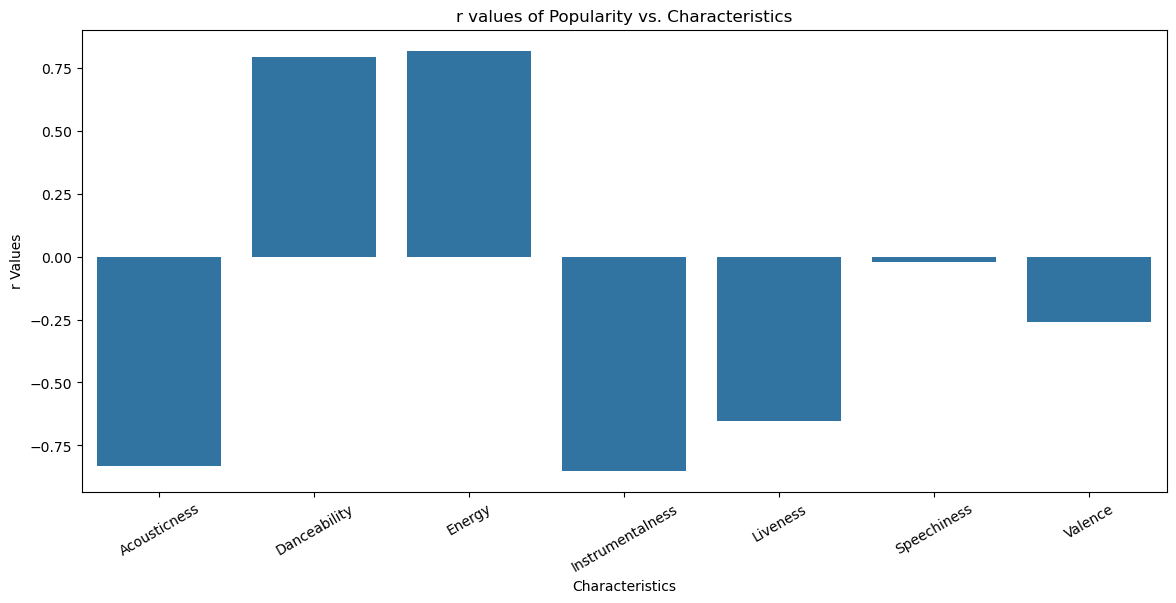 r values of Popularity vs. Characteristics
r Values
0.75
0.50
0.25
0.00
−0.25
−0.50
−0.75
Acousticness
Danceability
Energy
Instrumentalness
Liveness
Speechiness
Valence
Characteristics